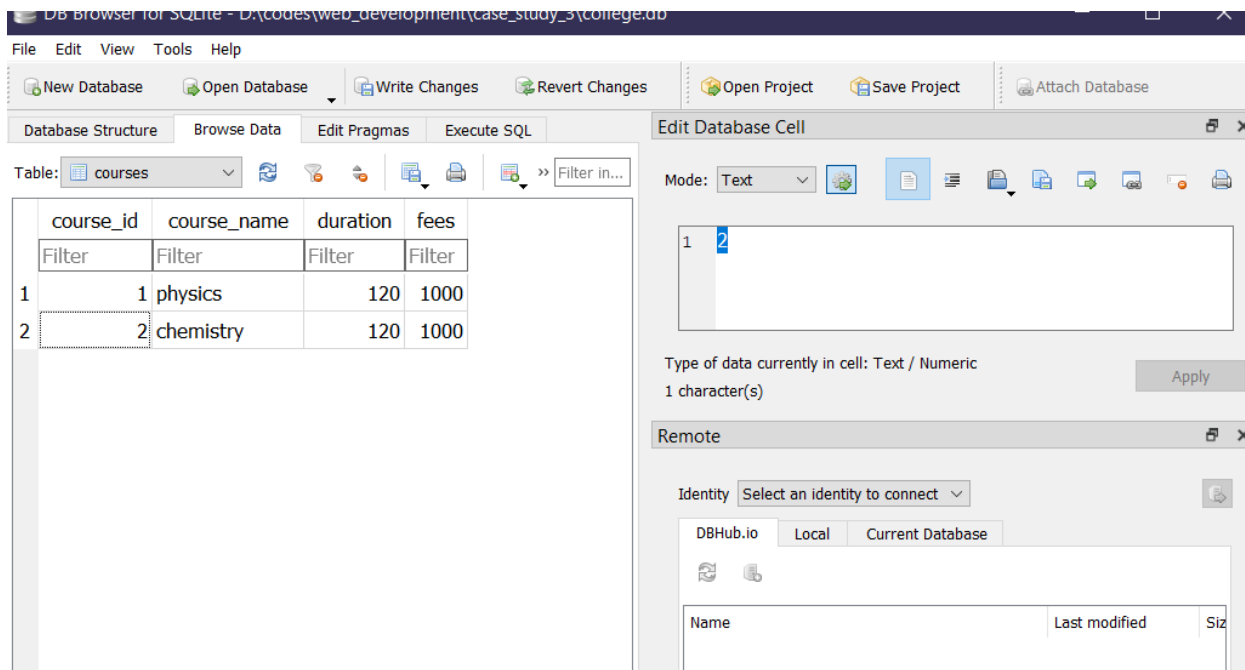 DB Browser for SQLite - D:\codes\web_development\case_study_3\college.db
File Edit View Tools Help
New Database Open Database Write Changes Revert Changes Open Project Save Project Attach Database
Database Structure Browse Data Edit Pragmas Execute SQL
Table: courses Filter in...
course_id course_name duration fees
Filter Filter Filter Filter
1 1 physics 120 1000
2 2 chemistry 120 1000
Edit Database Cell
Mode: Text
1 2
Type of data currently in cell: Text / Numeric
1 character(s)
Apply
Remote
Identity Select an identity to connect
DBHub.io Local Current Database
Name Last modified Siz